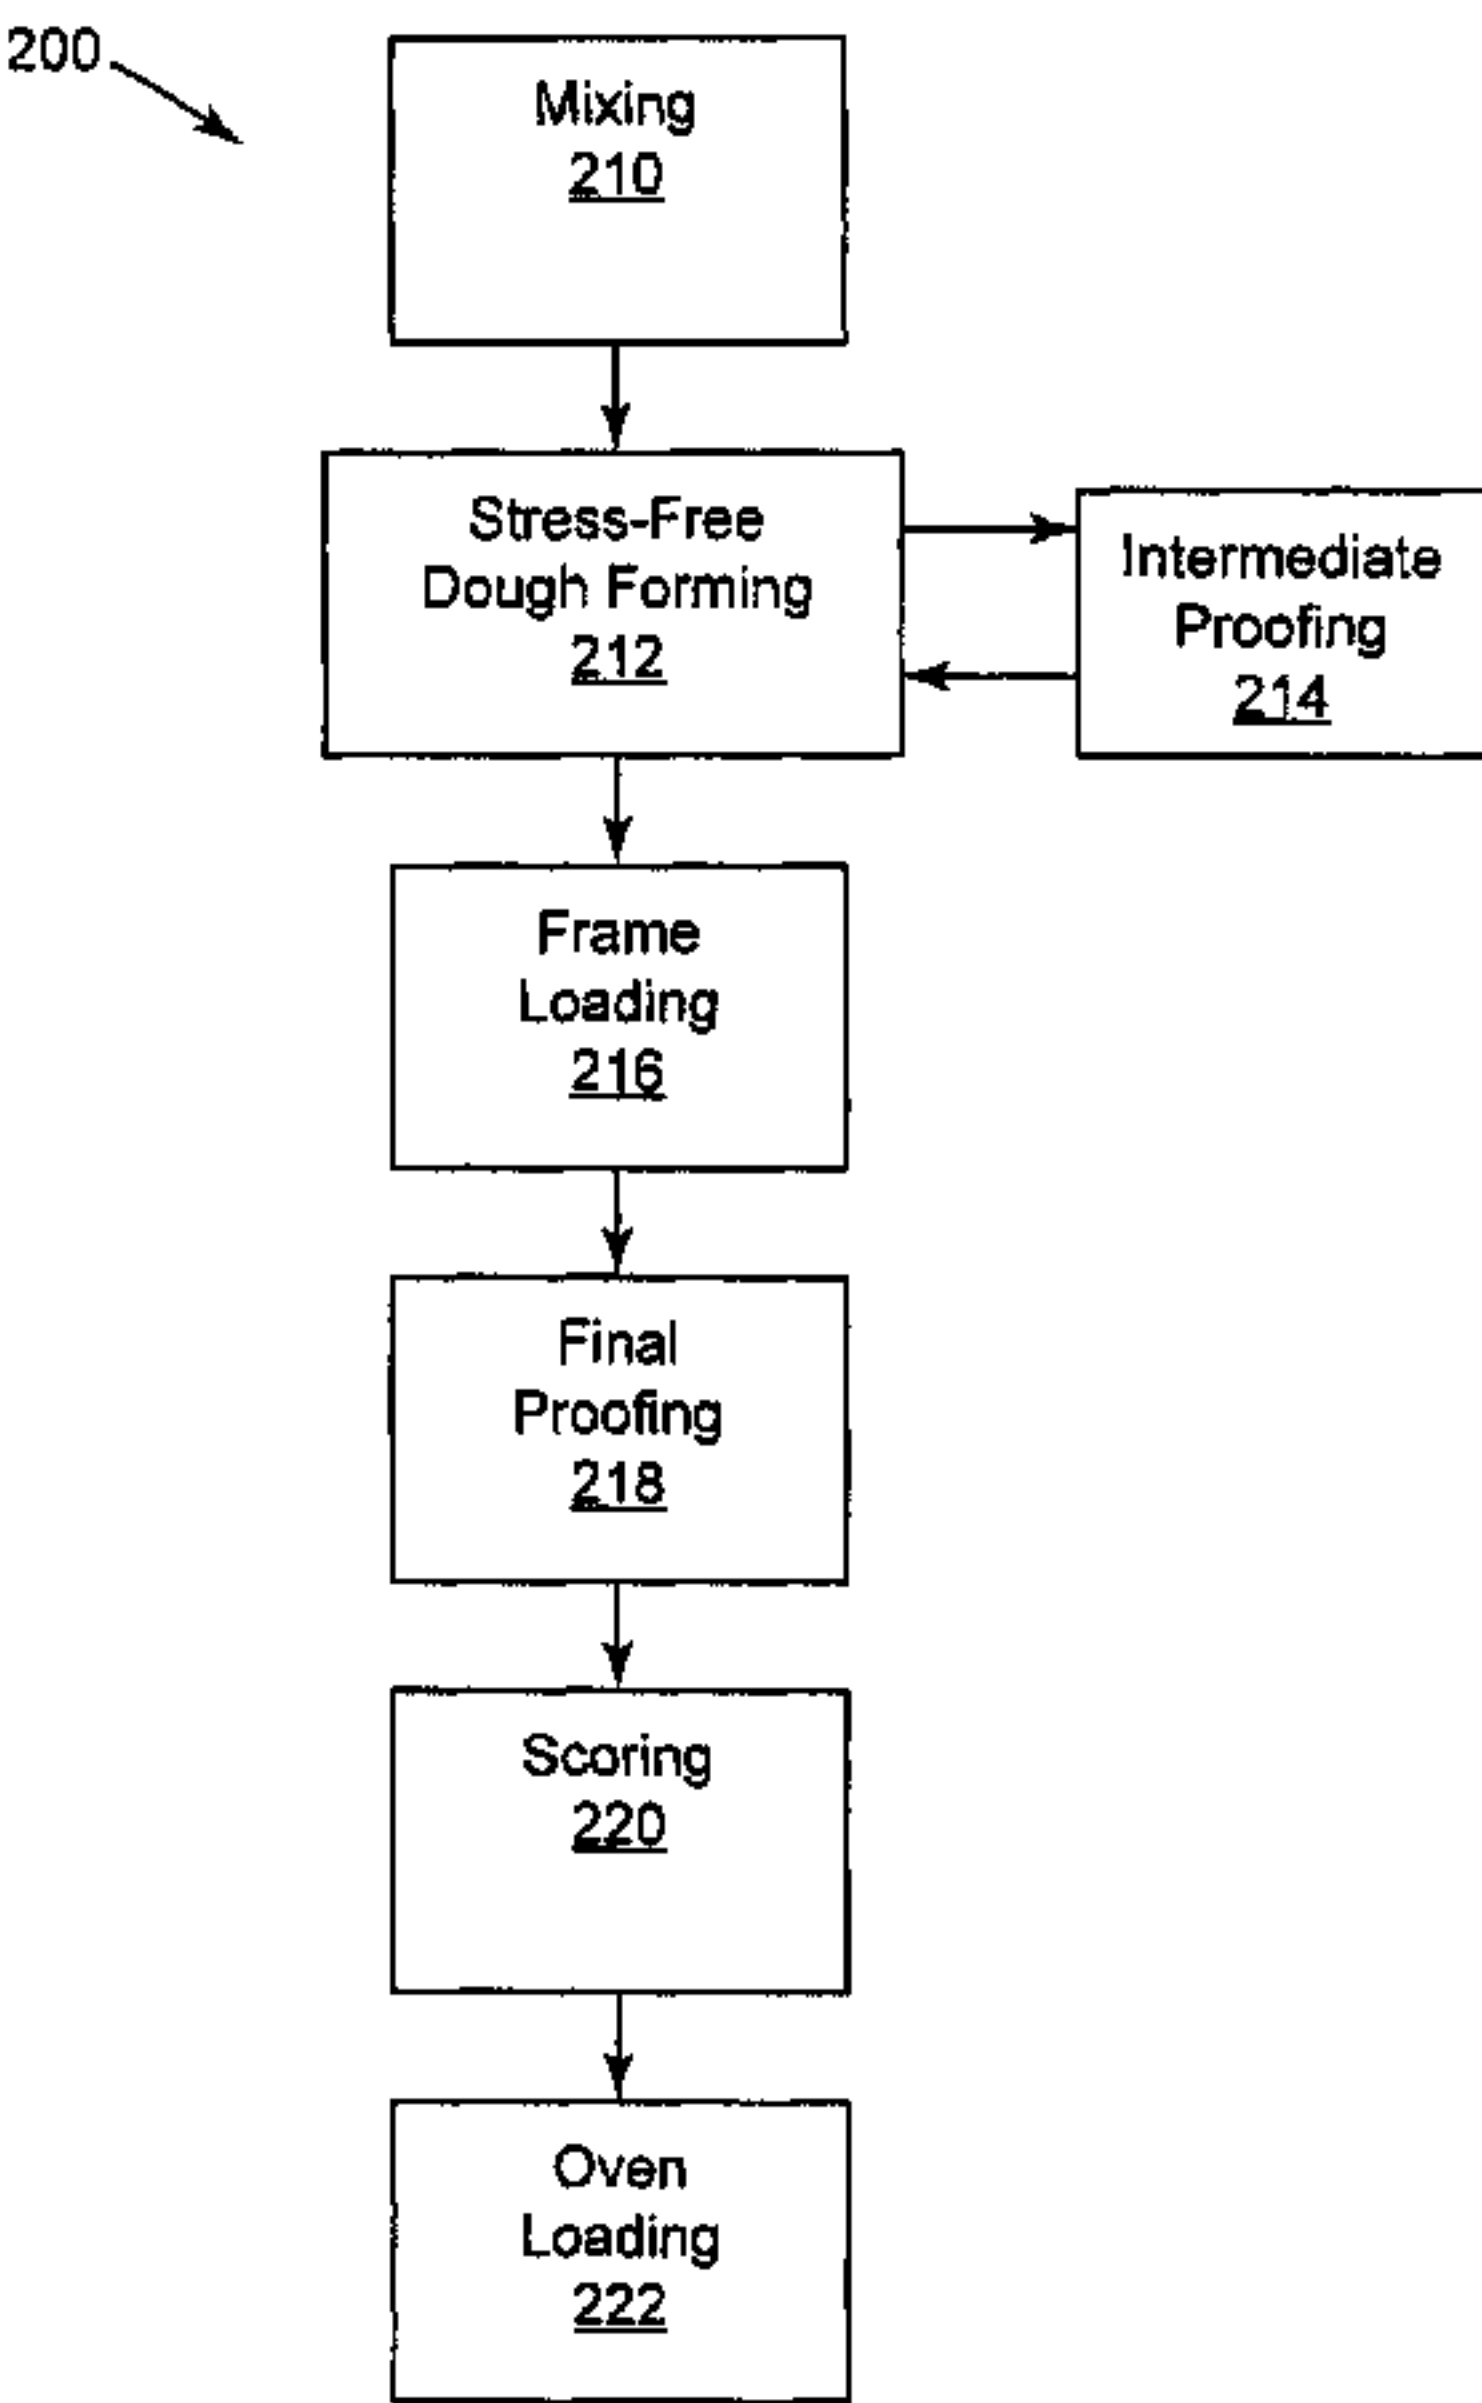 200
Mixing
210
Stress-Free
Dough Forming
212
Intermediate
Proofing
214
Frame
Loading
216
Final
Proofing
218
Scoring
220
Oven
Loading
222